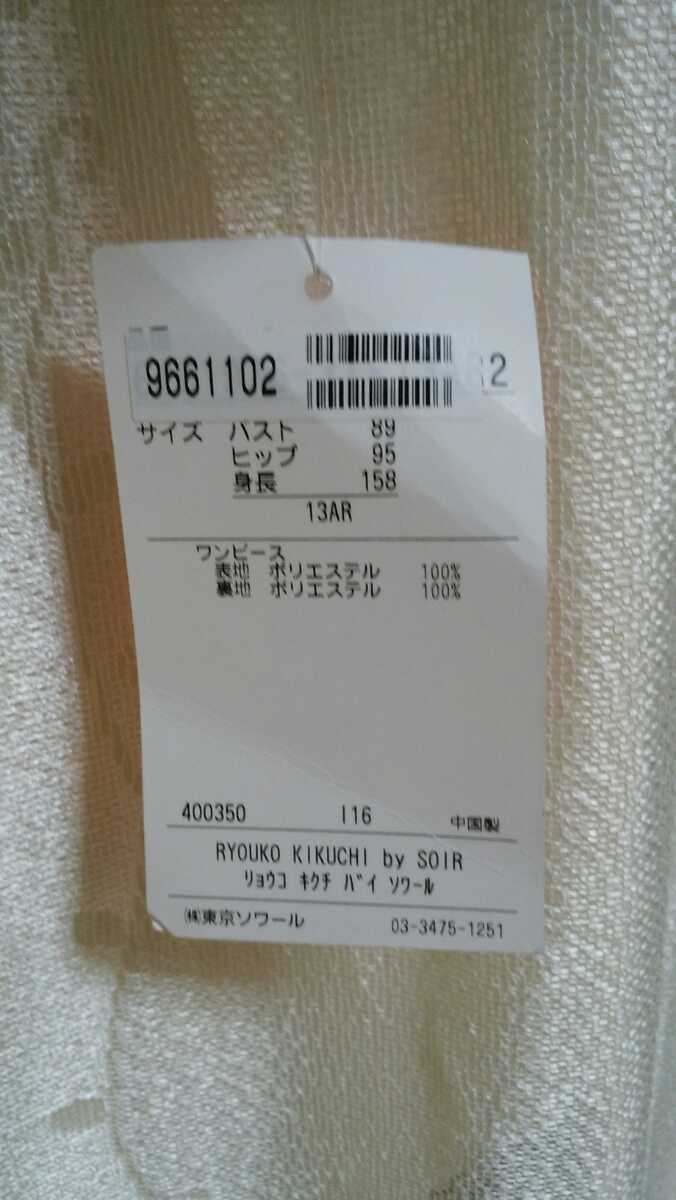 9661102
サイズ バスト 89
ヒップ 95
身長 158
13AR
ワンピース
表地 ポリエステル 100%
裏地 ポリエステル 100%
400350 I16 中国製
RYOUKO KIKUCHI by SOIR
ﾘｮｳｺ ｷｸﾁ ﾊﾞｲ ｿﾜｰﾙ
㈱東京ソワール 03-3475-1251